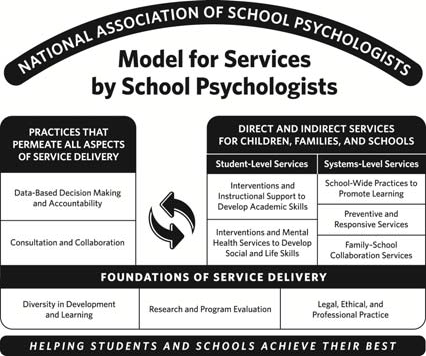 NATIONAL ASSOCIATION OF SCHOOL PSYCHOLOGISTS
Model for Services
by School Psychologists
PRACTICES THAT
PERMEATE ALL ASPECTS
OF SERVICE DELIVERY
Data-Based Decision Making
and Accountability
Consultation and Collaboration
DIRECT AND INDIRECT SERVICES
FOR CHILDREN, FAMILIES, AND SCHOOLS
Student-Level Services
Interventions and
Instructional Support to
Develop Academic Skills
Interventions and Mental
Health Services to Develop
Social and Life Skills
Systems-Level Services
School-Wide Practices to
Promote Learning
Preventive and
Responsive Services
Family–School
Collaboration Services
FOUNDATIONS OF SERVICE DELIVERY
Diversity in Development
and Learning
Research and Program Evaluation
Legal, Ethical, and
Professional Practice
HELPING STUDENTS AND SCHOOLS ACHIEVE THEIR BEST